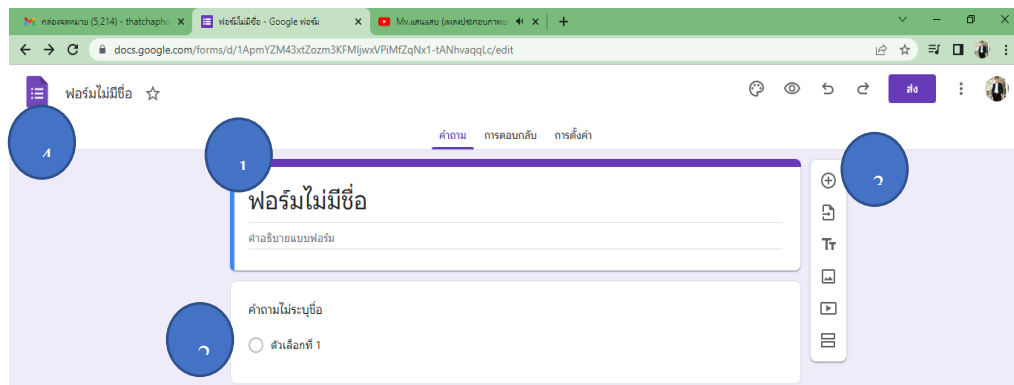 กล่องจดหมาย (5,214) - thatchapho
ฟอร์มไม่มีชื่อ - Google ฟอร์ม
Mv.แสนแสบ (เพลงประกอบภาพย
docs.google.com/forms/d/1ApmYZM43xtZozm3KFMIjwxVPiMfZqNx1-tANhvaqqLc/edit
ฟอร์มไม่มีชื่อ
ส่ง
คำถาม การตอบกลับ การตั้งค่า
1
ฟอร์มไม่มีชื่อ
คำอธิบายแบบฟอร์ม
Tт
คำถามไม่ระบุชื่อ
ตัวเลือกที่ 1